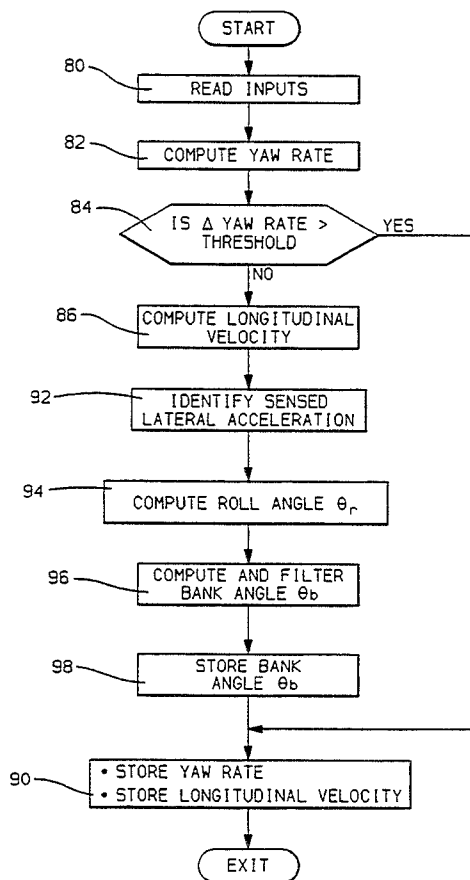 START
80
READ INPUTS
82
COMPUTE YAW RATE
84
IS Δ YAW RATE >
THRESHOLD
YES
NO
86
COMPUTE LONGITUDINAL
VELOCITY
92
IDENTIFY SENSED
LATERAL ACCELERATION
94
COMPUTE ROLL ANGLE θr
96
COMPUTE AND FILTER
BANK ANGLE θb
98
STORE BANK
ANGLE θb
90
• STORE YAW RATE
• STORE LONGITUDINAL VELOCITY
EXIT